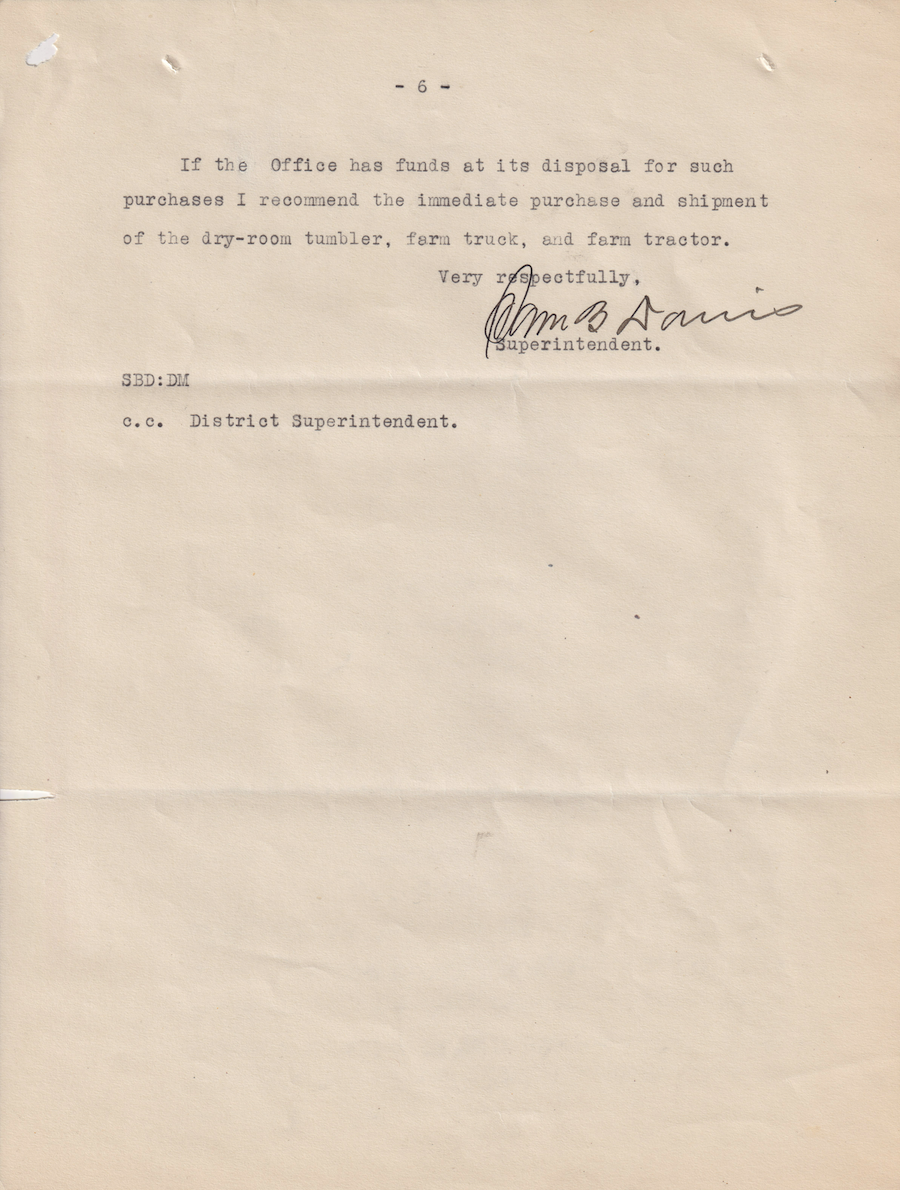 - 6 -
If the Office has funds at its disposal for such
purchases I recommend the immediate purchase and shipment
of the dry-room tumbler, farm truck, and farm tractor.
Very respectfully,
B Davis
Superintendent.
SBD:DM
c.c. District Superintendent.